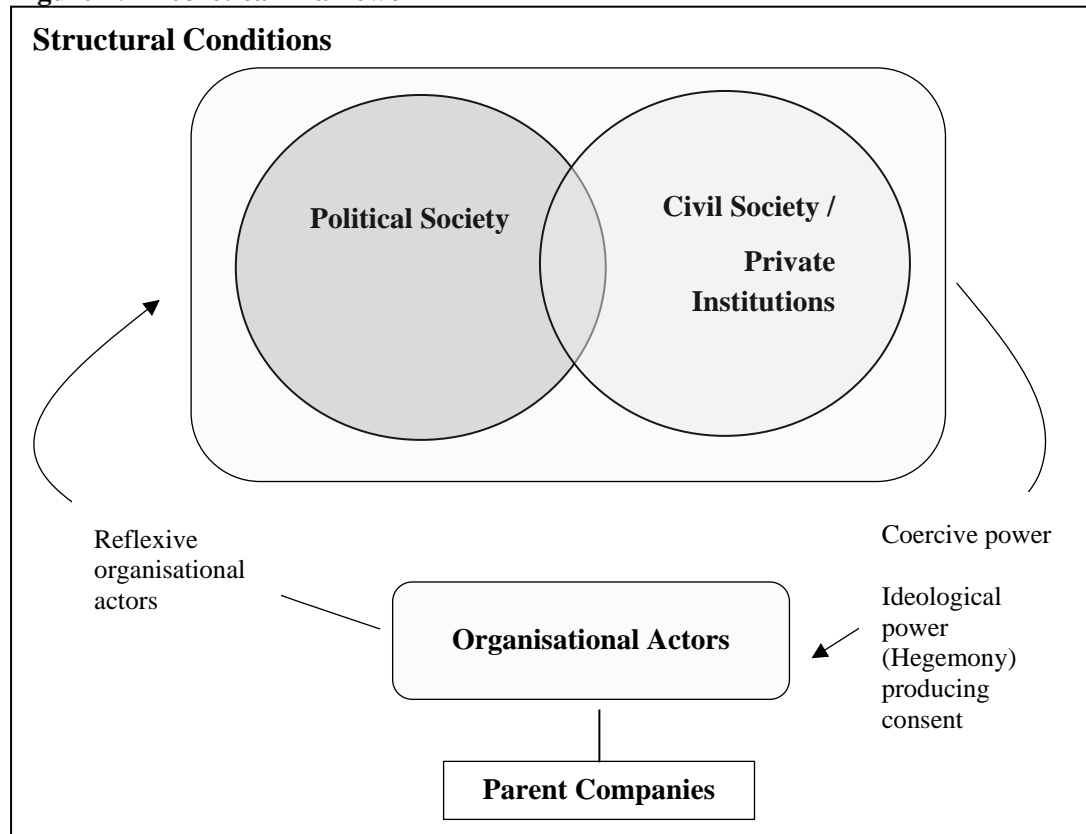 Structural Conditions
Political Society
Civil Society /
Private
Institutions
Reflexive
organisational
actors
Coercive power
Ideological
power
(Hegemony)
producing
consent
Organisational Actors
Parent Companies